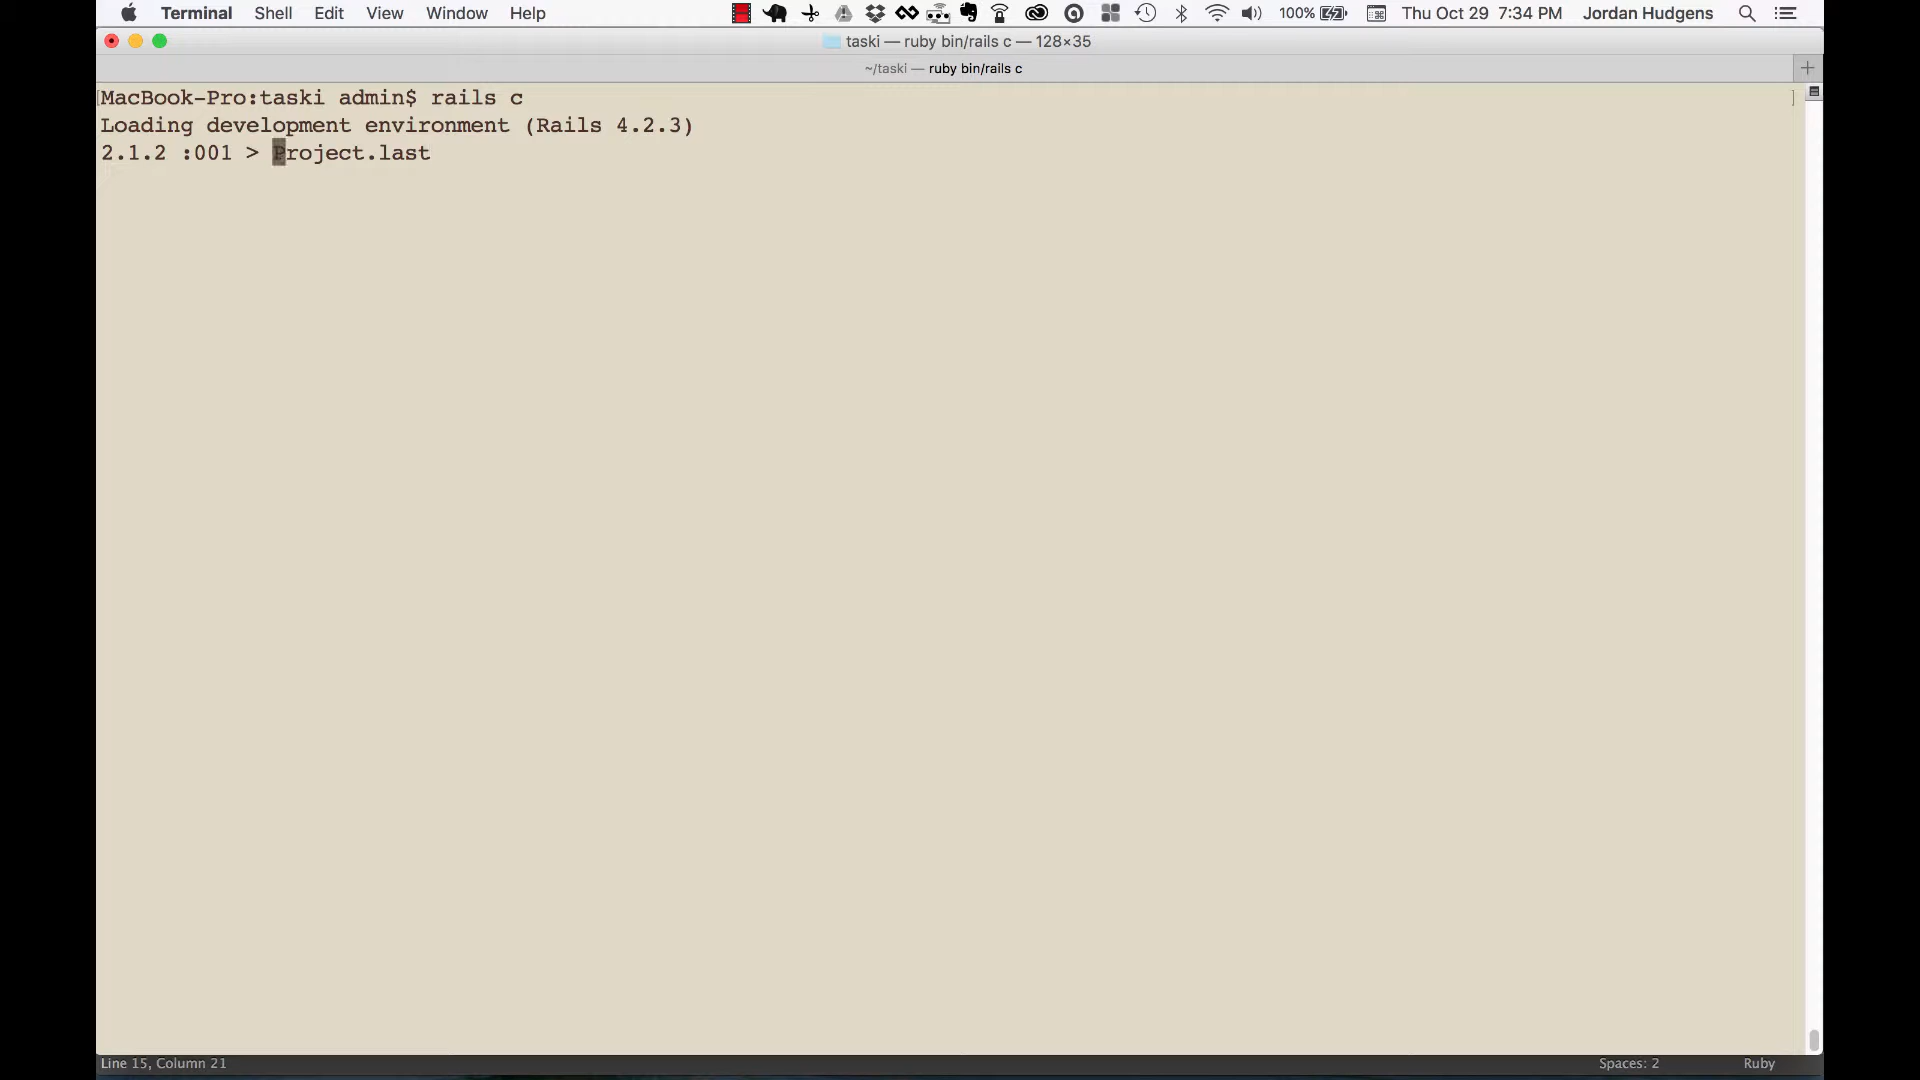 Terminal Shell Edit View Window Help 100% Thu Oct 29 7:34 PM Jordan Hudgens
taski — ruby bin/rails c — 128×35
~/taski — ruby bin/rails c
MacBook-Pro:taski admin$ rails c
Loading development environment (Rails 4.2.3)
2.1.2 :001 > Project.last
Line 15, Column 21 Spaces: 2 Ruby